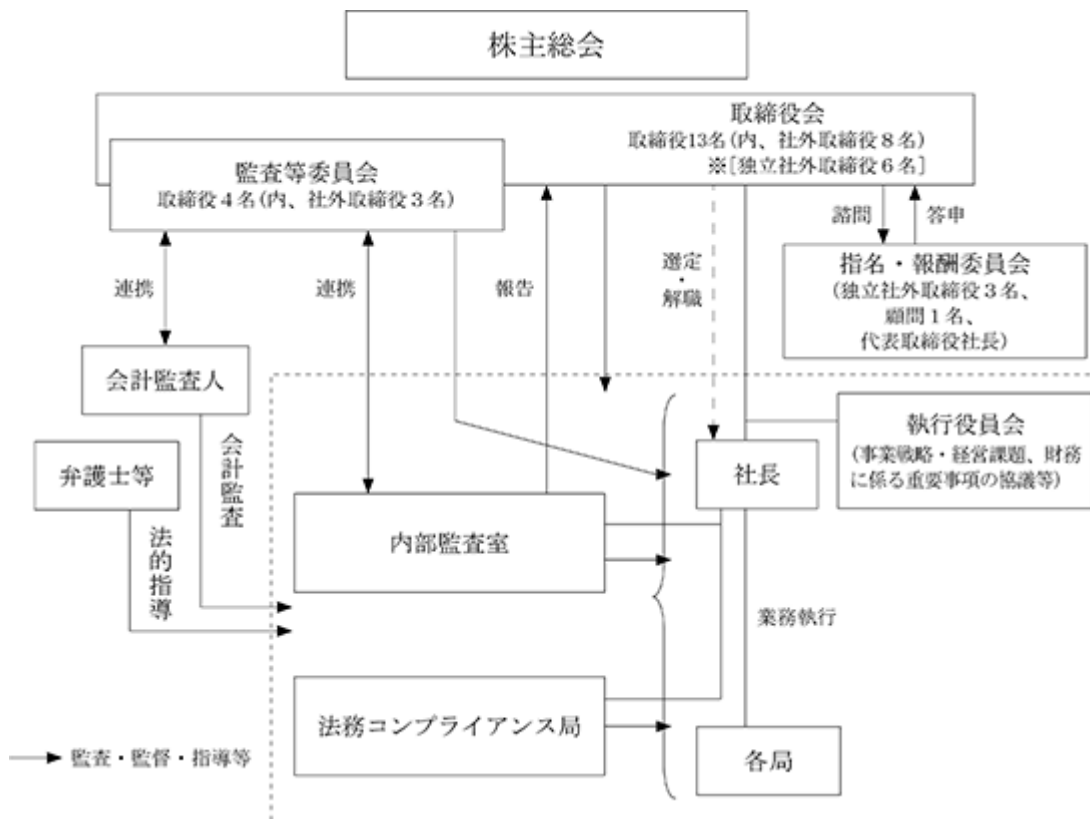 株主総会
取締役会
取締役13名(内、社外取締役８名)
※[独立社外取締役６名]
監査等委員会
取締役４名(内、社外取締役３名)
連携
連携
報告
選定・解職
諮問
答申
指名・報酬委員会
(独立社外取締役３名、
顧問１名、
代表取締役社長)
会計監査人
会計監査
弁護士等
法的指導
内部監査室
社長
執行役員会
(事業戦略・経営課題、財務
に係る重要事項の協議等)
業務執行
法務コンプライアンス局
各局
監査・監督・指導等